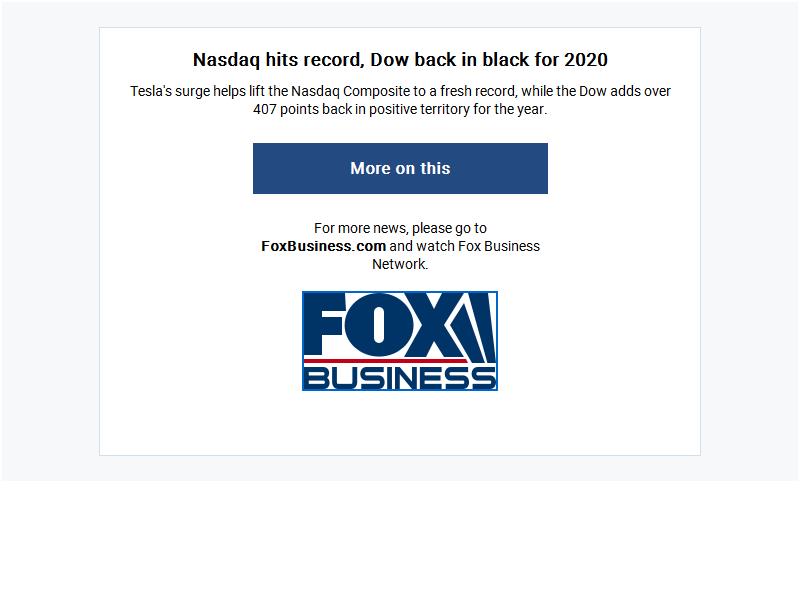 Nasdaq hits record, Dow back in black for 2020
Tesla's surge helps lift the Nasdaq Composite to a fresh record, while the Dow adds over
407 points back in positive territory for the year.
More on this
For more news, please go to
FoxBusiness.com and watch Fox Business
Network.
FOX
BUSINESS